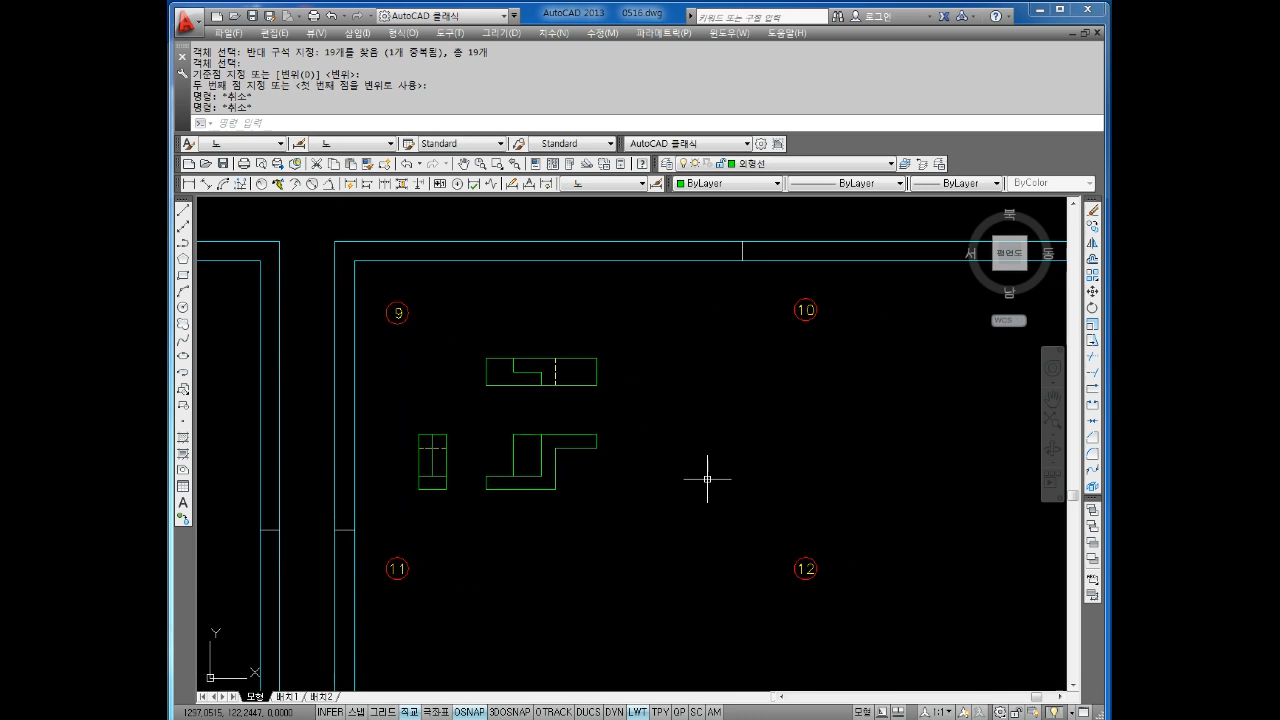 AutoCAD 클래식
AutoCAD 2013 0516.dwg
키워드 또는 구절 입력
로그인
파일(F) 편집(E) 뷰(V) 삽입(I) 형식(O) 도구(T) 그리기(D) 치수(N) 수정(M) 파라메트릭(P) 윈도우(W) 도움말(H)
객체 선택: 반대 구석 지정: 19개를 찾음 (1개 중복됨), 총 19개
객체 선택:
기준점 지정 또는 [변위(D)] <변위>:
두 번째 점 지정 또는 <첫 번째 점을 변위로 사용>:
명령: *취소*
명령: *취소*
명령 입력
Standard Standard AutoCAD 클래식
외형선
ByLayer ByLayer ByLayer ByColor
북
서 평면도 동
남
WCS
9 10
11 12
Y
X
모형 배치1 배치2
1297.0515, 122.2447, 0.0000 INFER 스냅 그리드 직교 극좌표 OSNAP 3DOSNAP OTRACK DUCS DYN LWT TPY QP SC AM 모형 1:1